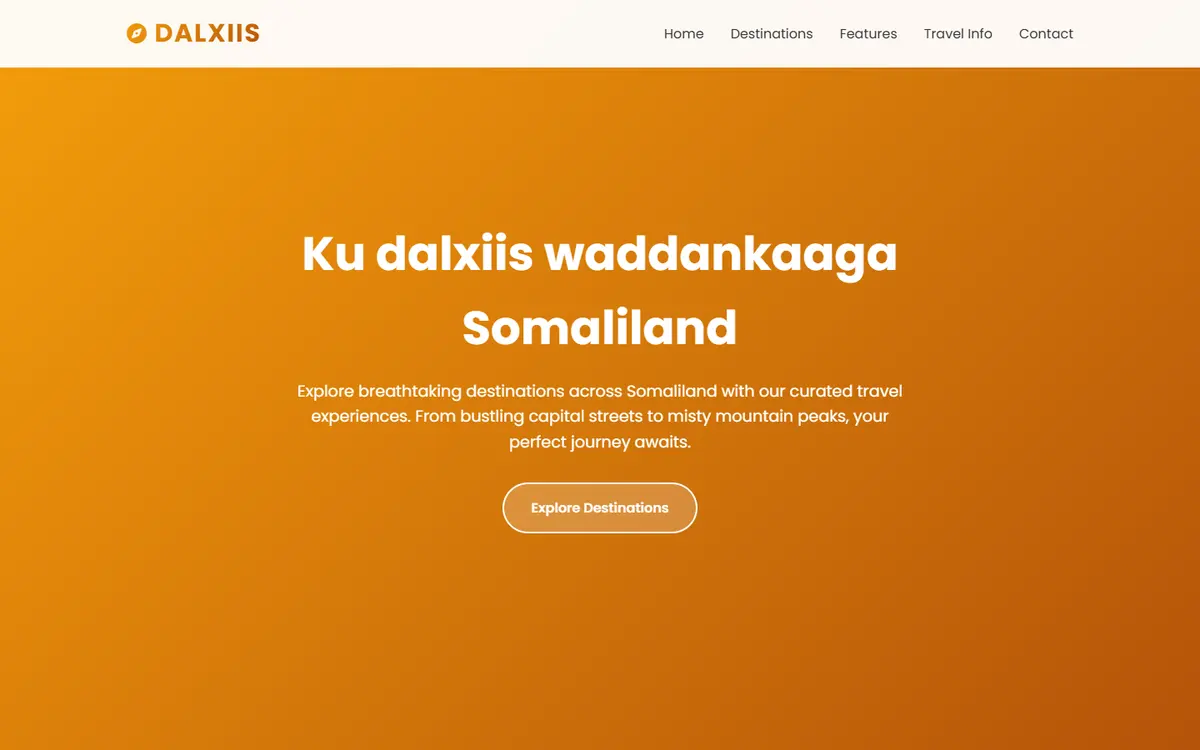 DALXIIS
Home
Destinations
Features
Travel Info
Contact
Ku dalxiis waddankaaga
Somaliland
Explore breathtaking destinations across Somaliland with our curated travel
experiences. From bustling capital streets to misty mountain peaks, your
perfect journey awaits.
Explore Destinations